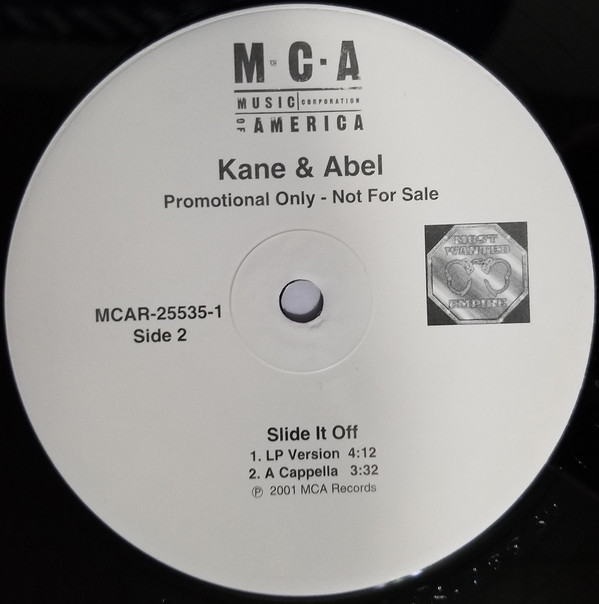 M·C·A
MUSIC CORPORATION
OF AMERICA
Kane & Abel
Promotional Only - Not For Sale
MOST
WANTED
EMPIRE
MCAR-25535-1
Side 2
Slide It Off
1. LP Version 4:12
2. A Cappella 3:32
℗ 2001 MCA Records